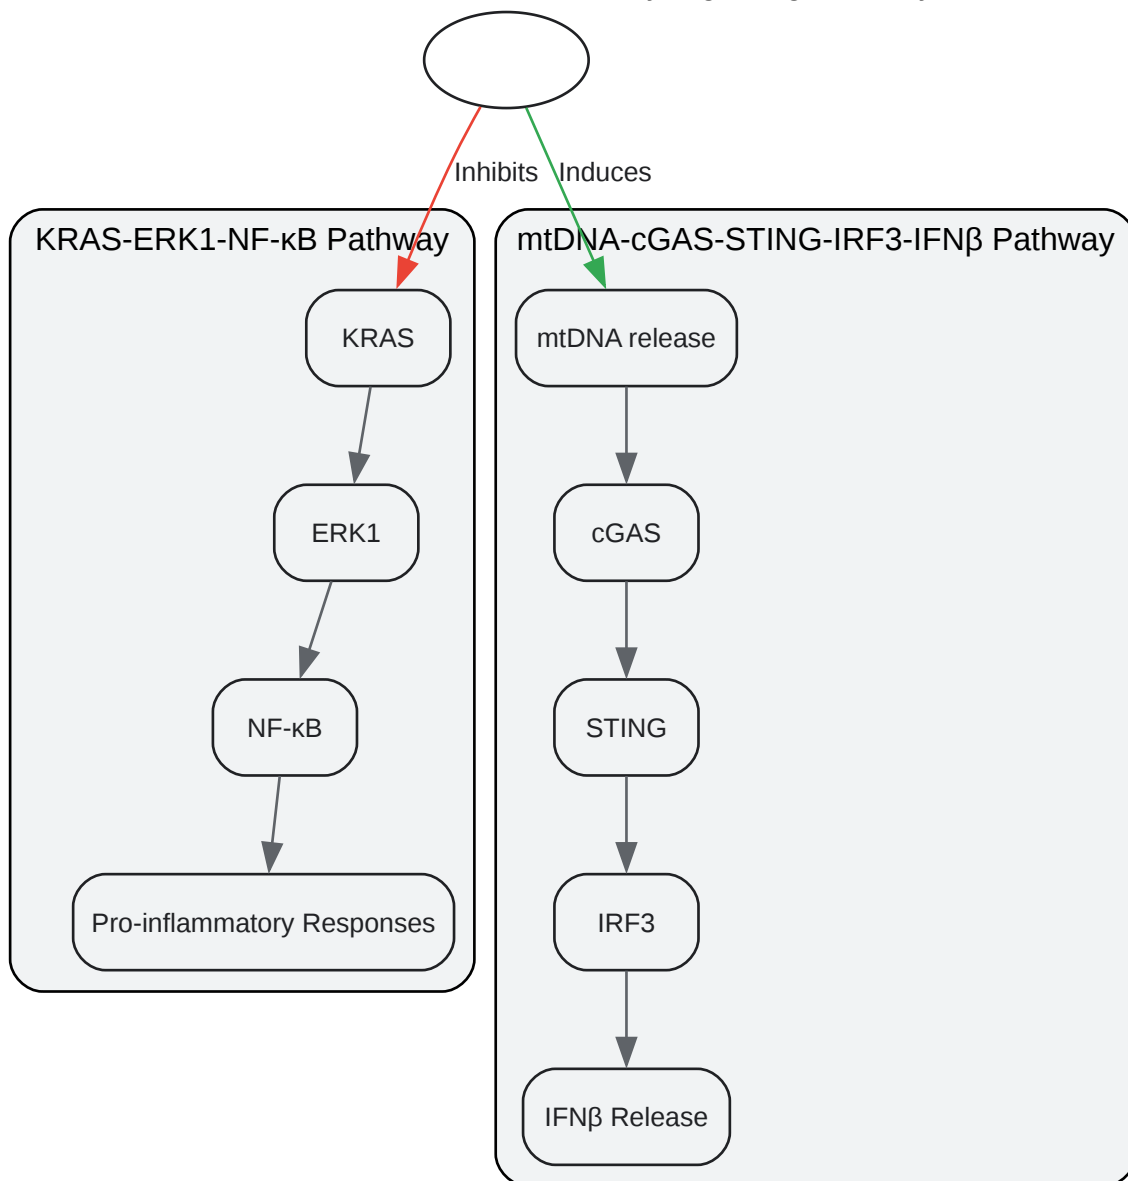 Inhibits
Induces
KRAS-ERK1-NF-κB Pathway
mtDNA-cGAS-STING-IRF3-IFNβ Pathway
KRAS
mtDNA release
ERK1
cGAS
NF-κB
STING
Pro-inflammatory Responses
IRF3
IFNβ Release